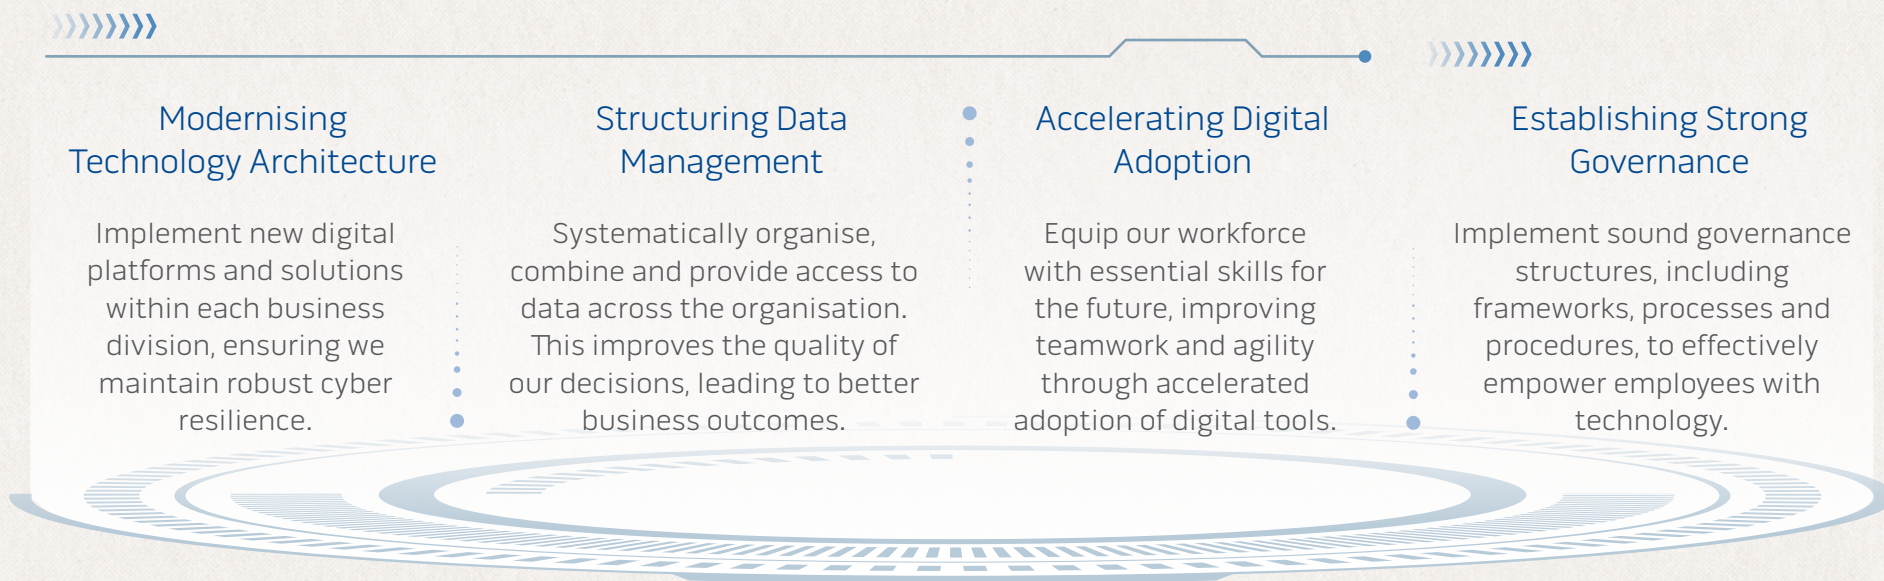 Modernising
Technology Architecture
Implement new digital
platforms and solutions
within each business
division, ensuring we
maintain robust cyber
resilience.
Structuring Data
Management
Systematically organise,
combine and provide access to
data across the organisation.
This improves the quality of
our decisions, leading to better
business outcomes.
Accelerating Digital
Adoption
Equip our workforce
with essential skills for
the future, improving
teamwork and agility
through accelerated
adoption of digital tools.
Establishing Strong
Governance
Implement sound governance
structures, including
frameworks, processes and
procedures, to effectively
empower employees with
technology.